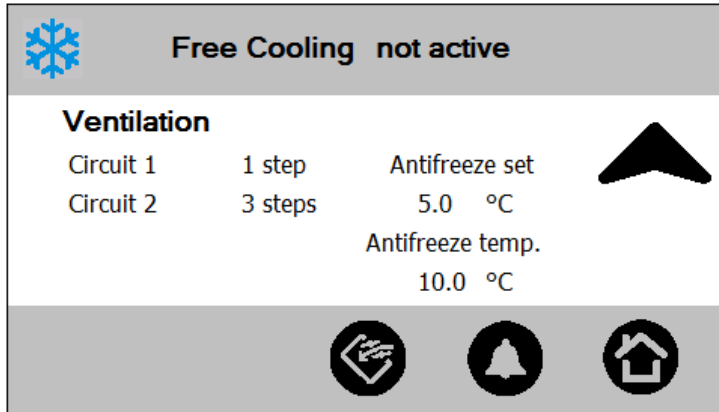 Free Cooling not active
Ventilation
Circuit 1 1 step Antifreeze set
Circuit 2 3 steps 5.0 °C
Antifreeze temp.
10.0 °C